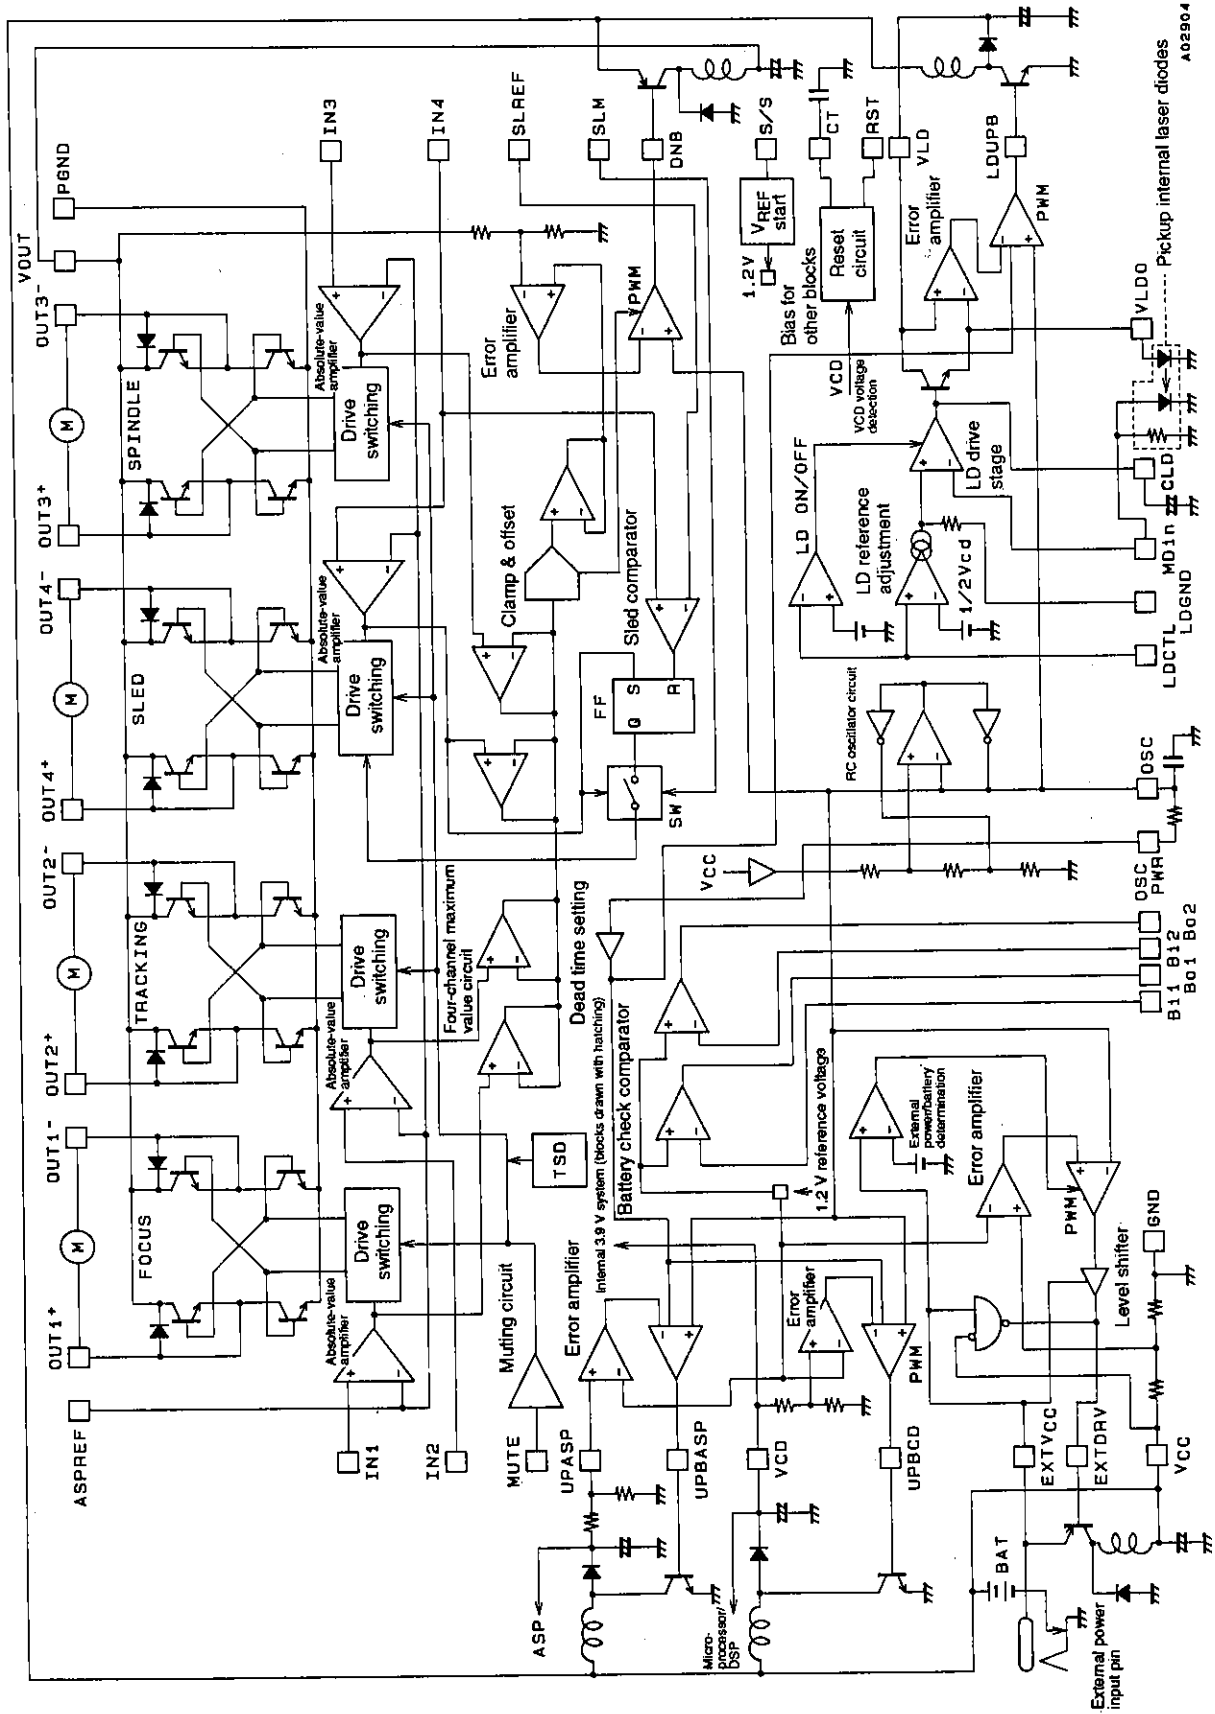 ASPREF
OUT1+
OUT1-
OUT2+
OUT2-
OUT4+
OUT4-
OUT3+
OUT3-
VOUT
PGND
M
M
M
M
FOCUS
TRACKING
SLED
SPINDLE
Absolute-value
amplifier
Drive
switching
Absolute-value
amplifier
Drive
switching
Absolute-value
amplifier
Drive
switching
Absolute-value
amplifier
Drive
switching
IN1
IN2
IN3
IN4
SLREF
SLM
DNB
MUTE
Muting circuit
TSD
Four-channel maximum
value circuit
Clamp & offset
Error
amplifier
PWM
Sled comparator
FF
S
R
Q
SW
Dead time setting
S/S
VREF
start
1.2V
Bias for
other blocks
CT
RST
Reset
circuit
VCD
VCD voltage
detection
UPASP
UPBASP
VCD
UPBCD
ASP
Micro-
processor/
DSP
Error amplifier
Internal 3.9 V system (blocks drawn with hatching)
Battery check comparator
Error
amplifier
PWM
1.2 V reference voltage
External
power/battery
determination
Error amplifier
PWM
Level shifter
GND
EXTVCC
EXTDRV
VCC
BAT
External power
input pin
Bi1
Bo1
Bi2
Bo2
OSC
PWR
OSC
VCC
RC oscillator circuit
LDCTL
LDGND
MDin
CLD
VLDO
LD ON/OFF
LD reference
adjustment
1/2Vcd
LD drive
stage
Error
amplifier
PWM
VLD
LDUPB
Pickup internal laser diodes
A02904